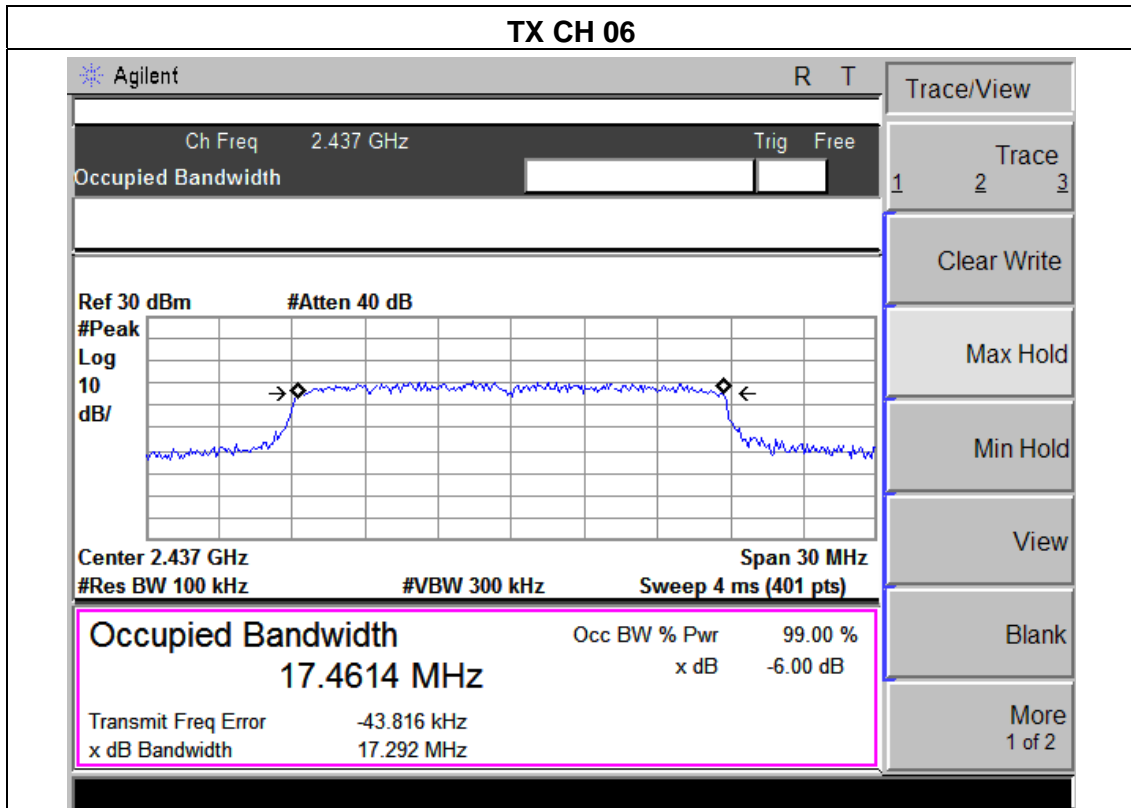 TX CH 06
Agilent R T
Trace/View
Ch Freq 2.437 GHz Trig Free
Occupied Bandwidth
Trace
1 2 3
Clear Write
Ref 30 dBm #Atten 40 dB
#Peak
Log
10
dB/
Max Hold
Min Hold
View
Center 2.437 GHz Span 30 MHz
#Res BW 100 kHz #VBW 300 kHz Sweep 4 ms (401 pts)
Occupied Bandwidth Occ BW % Pwr 99.00 %
17.4614 MHz x dB -6.00 dB
Blank
Transmit Freq Error -43.816 kHz
x dB Bandwidth 17.292 MHz
More
1 of 2